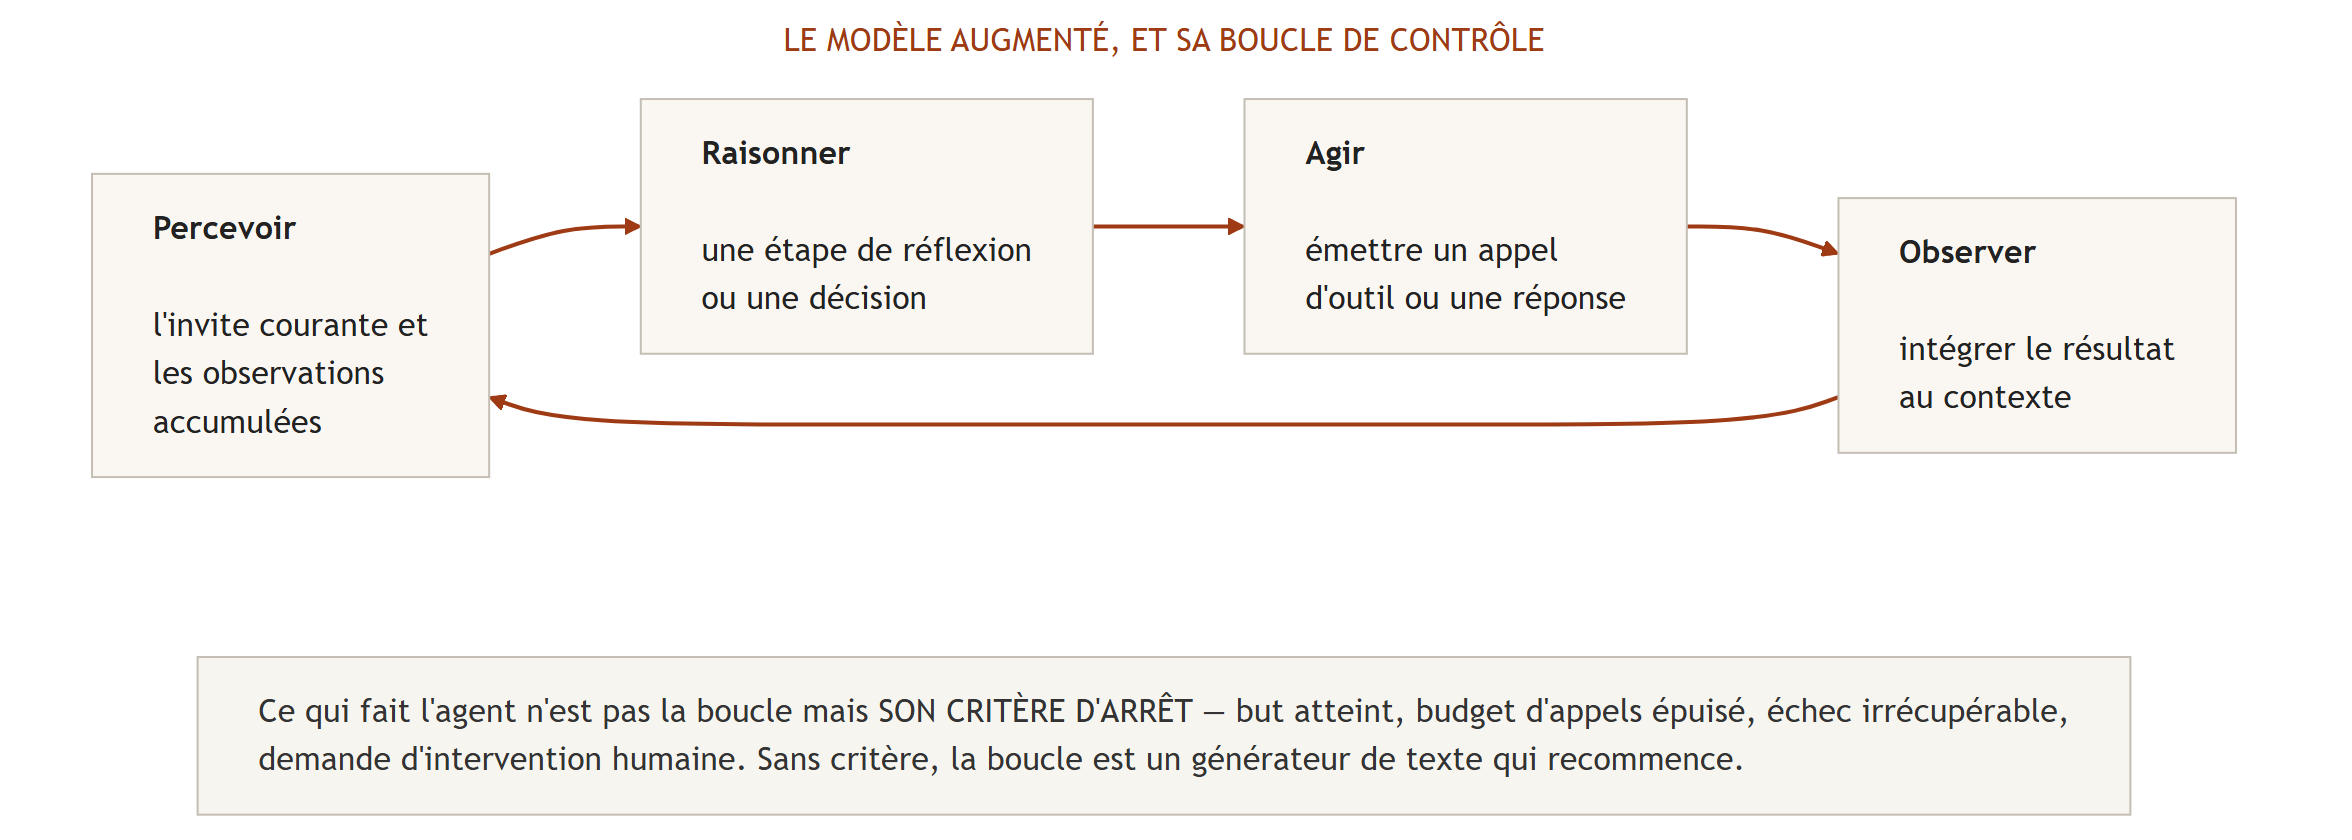 LE MODÈLE AUGMENTÉ, ET SA BOUCLE DE CONTRÔLE
Percevoir
l'invite courante et
les observations
accumulées
Raisonner
une étape de réflexion
ou une décision
Agir
émettre un appel
d'outil ou une réponse
Observer
intégrer le résultat
au contexte
Ce qui fait l'agent n'est pas la boucle mais SON CRITÈRE D'ARRÊT — but atteint, budget d'appels épuisé, échec irrécupérable,
demande d'intervention humaine. Sans critère, la boucle est un générateur de texte qui recommence.